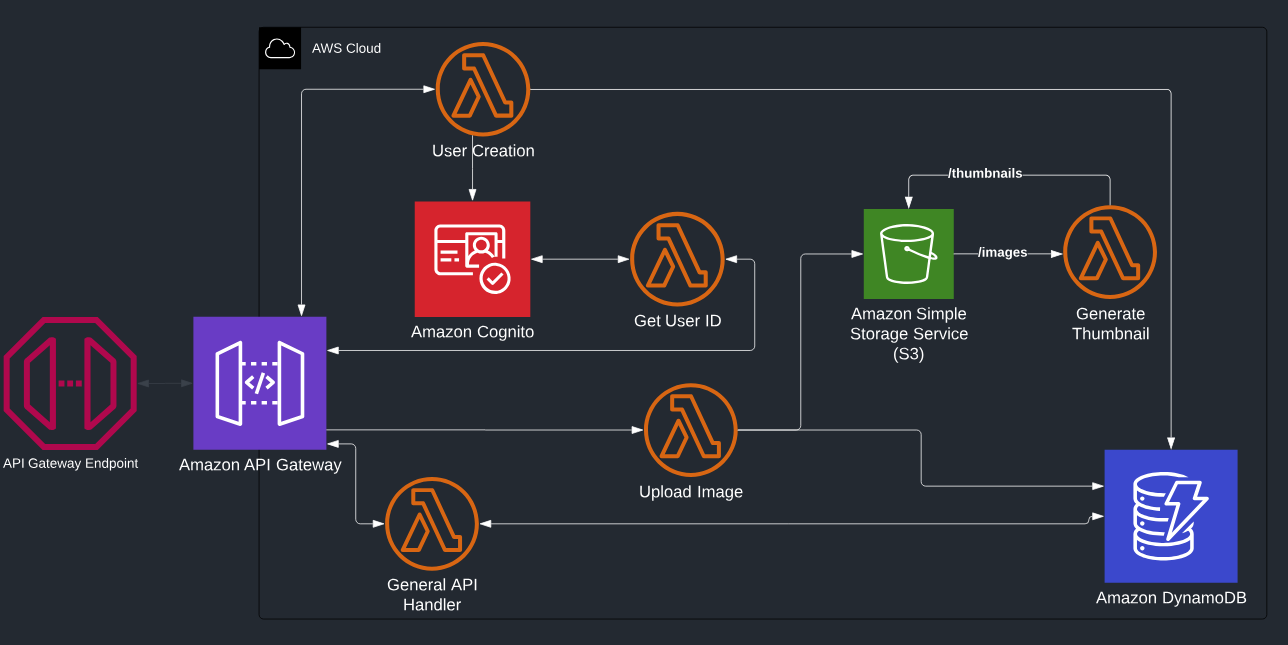 AWS Cloud
User Creation
/thumbnails
/images
Amazon Cognito
Get User ID
Amazon Simple
Storage Service
(S3)
Generate
Thumbnail
</>
API Gateway Endpoint
Amazon API Gateway
Upload Image
General API
Handler
Amazon DynamoDB